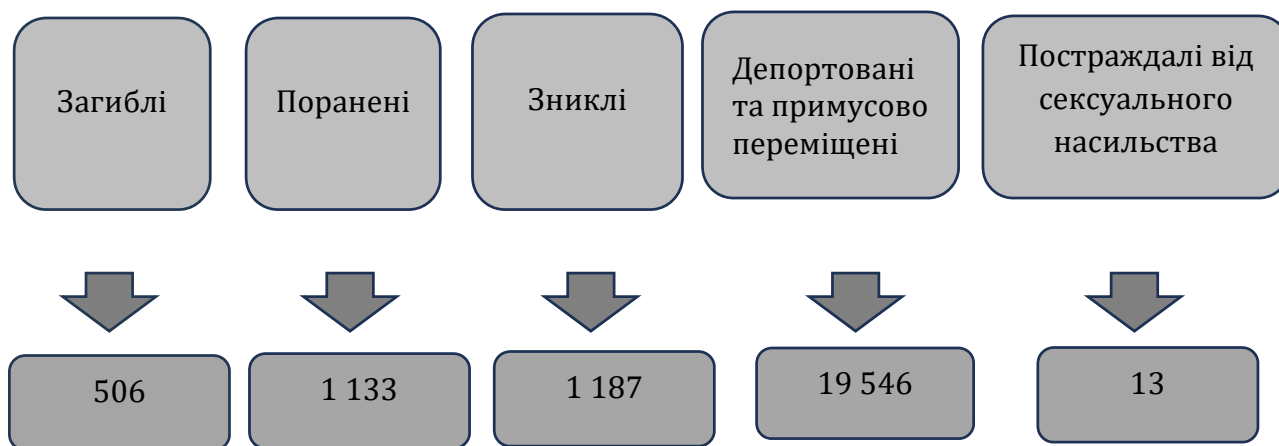 Загиблі
Поранені
Зниклі
Депортовані
та примусово
переміщені
Постраждалі від
сексуального
насильства
506
1 133
1 187
19 546
13